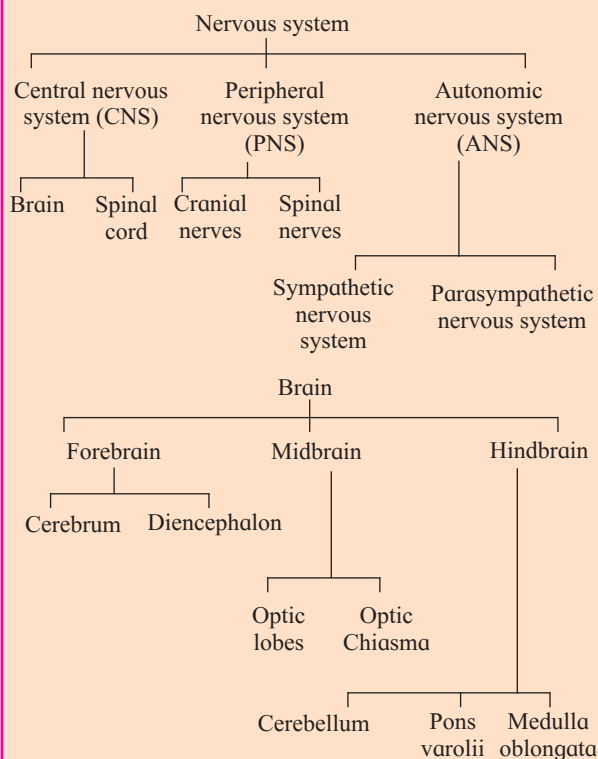 Nervous system
Central nervous
system (CNS)
Peripheral
nervous system
(PNS)
Autonomic
nervous system
(ANS)
Brain
Spinal
cord
Cranial
nerves
Spinal
nerves
Sympathetic
nervous
system
Parasympathetic
nervous system
Brain
Forebrain
Midbrain
Hindbrain
Cerebrum
Diencephalon
Optic
lobes
Optic
Chiasma
Cerebellum
Pons
varolii
Medulla
oblongata